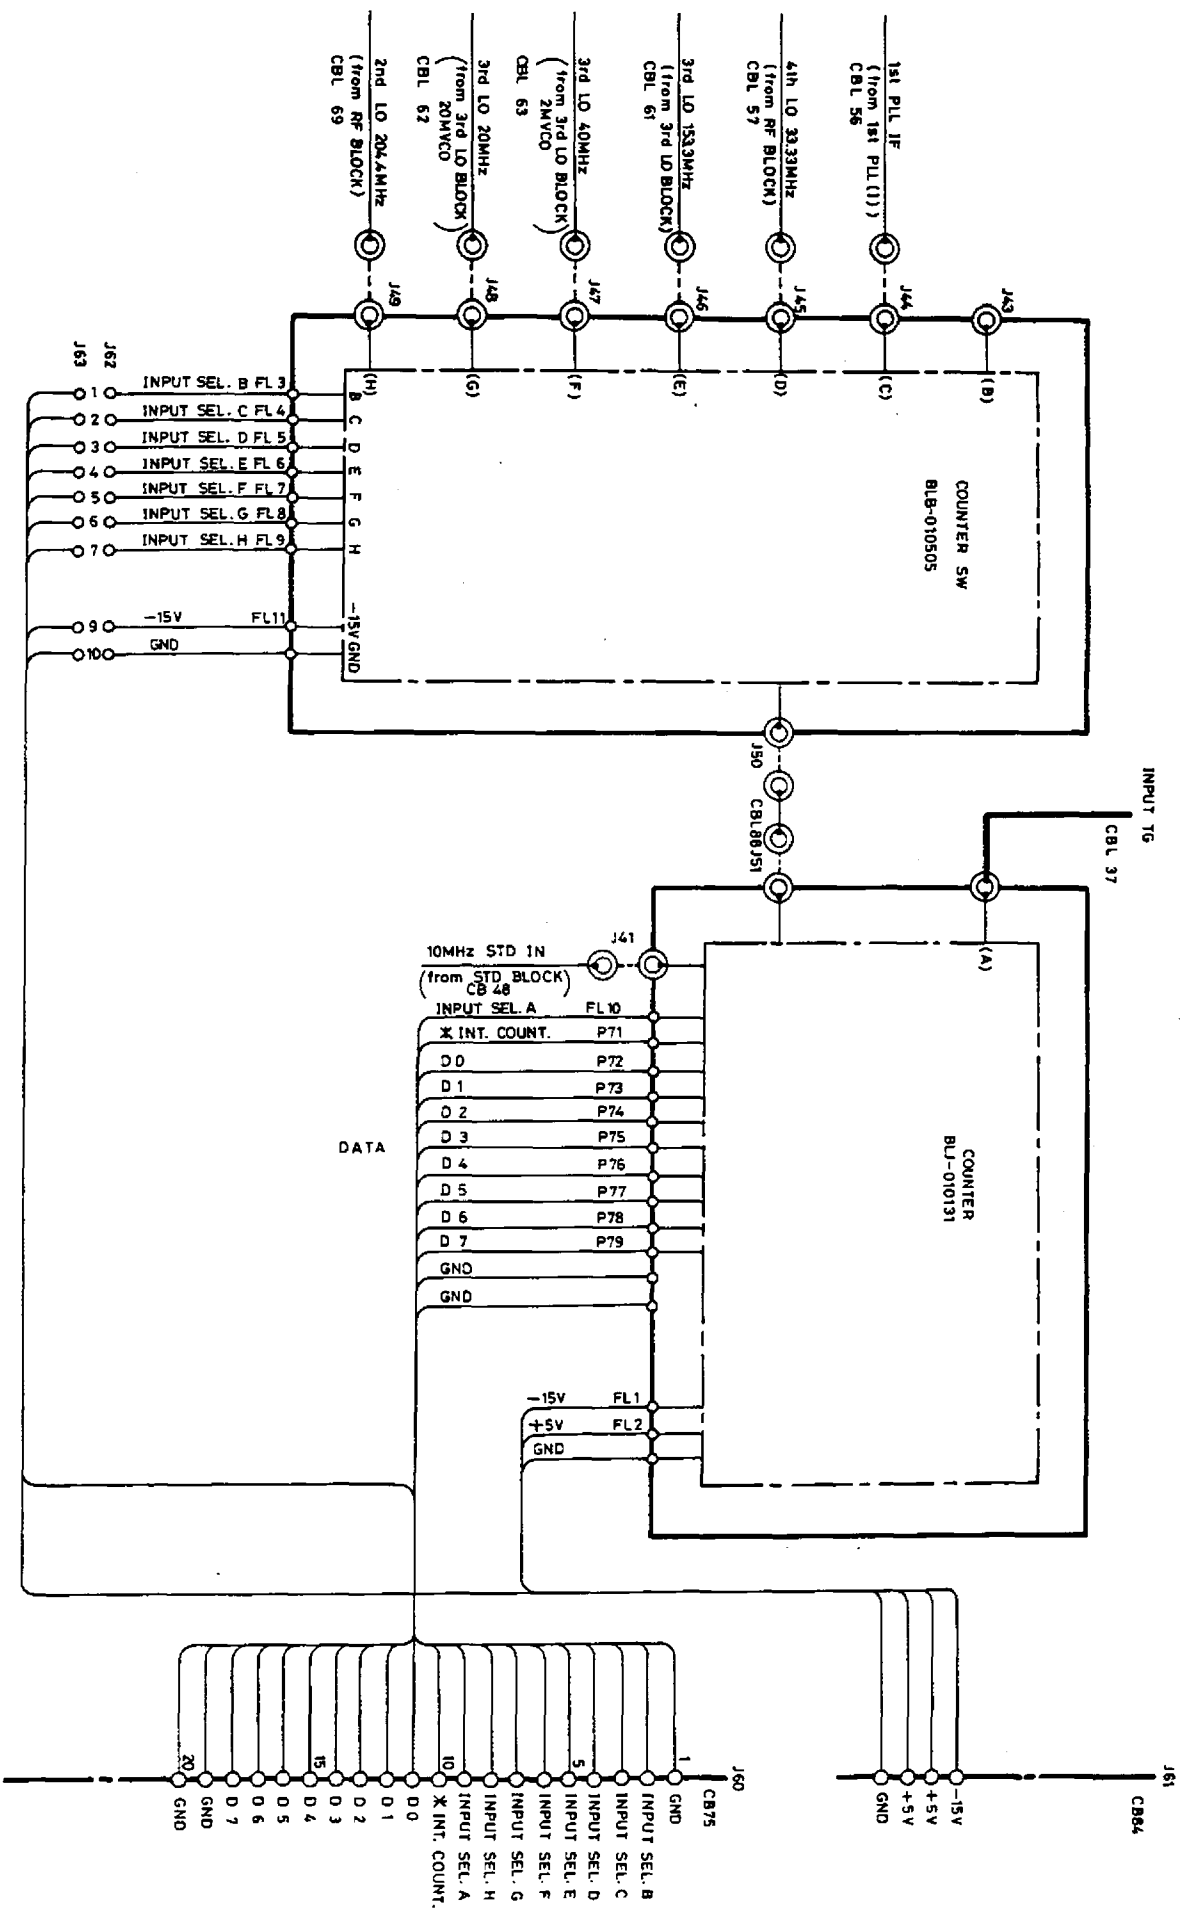 1st PLL IF
(from 1st PLL(1))
CBL 56
4th LO 33.33MHz
(from RF BLOCK)
CBL 57
3rd LO 153.3MHz
(from 3rd LO BLOCK)
CBL 61
3rd LO 40MHz
(from 3rd LO BLOCK)
2MVCO
CBL 63
3rd LO 20MHz
(from 3rd LO BLOCK)
20MVCO
CBL 62
2nd LO 204.4MHz
(from RF BLOCK)
CBL 69
J43
J44
J45
J46
J47
J48
J49
(B)
(C)
(D)
(E)
(F)
(G)
(H)
COUNTER SW
BLB-010505
J63 J62
1 INPUT SEL. B FL 3 B
2 INPUT SEL. C FL 4 C
3 INPUT SEL. D FL 5 D
4 INPUT SEL. E FL 6 E
5 INPUT SEL. F FL 7 F
6 INPUT SEL. G FL 8 G
7 INPUT SEL. H FL 9 H
9 -15V FL11 -15V
10 GND GND
J50
CBL88
J51
INPUT TG
CBL 37
(A)
J41
10MHz STD IN
(from STD BLOCK)
CB 48
INPUT SEL. A FL 10
* INT. COUNT. P71
D 0 P72
D 1 P73
D 2 P74
D 3 P75
D 4 P76
D 5 P77
D 6 P78
D 7 P79
GND
GND
DATA
-15V FL 1
+5V FL 2
GND
COUNTER
BLJ-010131
J61
CB84
-15V
+5V
+5V
GND
J60
CB75
1 GND
INPUT SEL. B
INPUT SEL. C
INPUT SEL. D
5 INPUT SEL. E
INPUT SEL. F
INPUT SEL. G
INPUT SEL. H
INPUT SEL. A
10 * INT. COUNT.
D 0
D 1
D 2
D 3
15 D 4
D 5
D 6
D 7
GND
20 GND